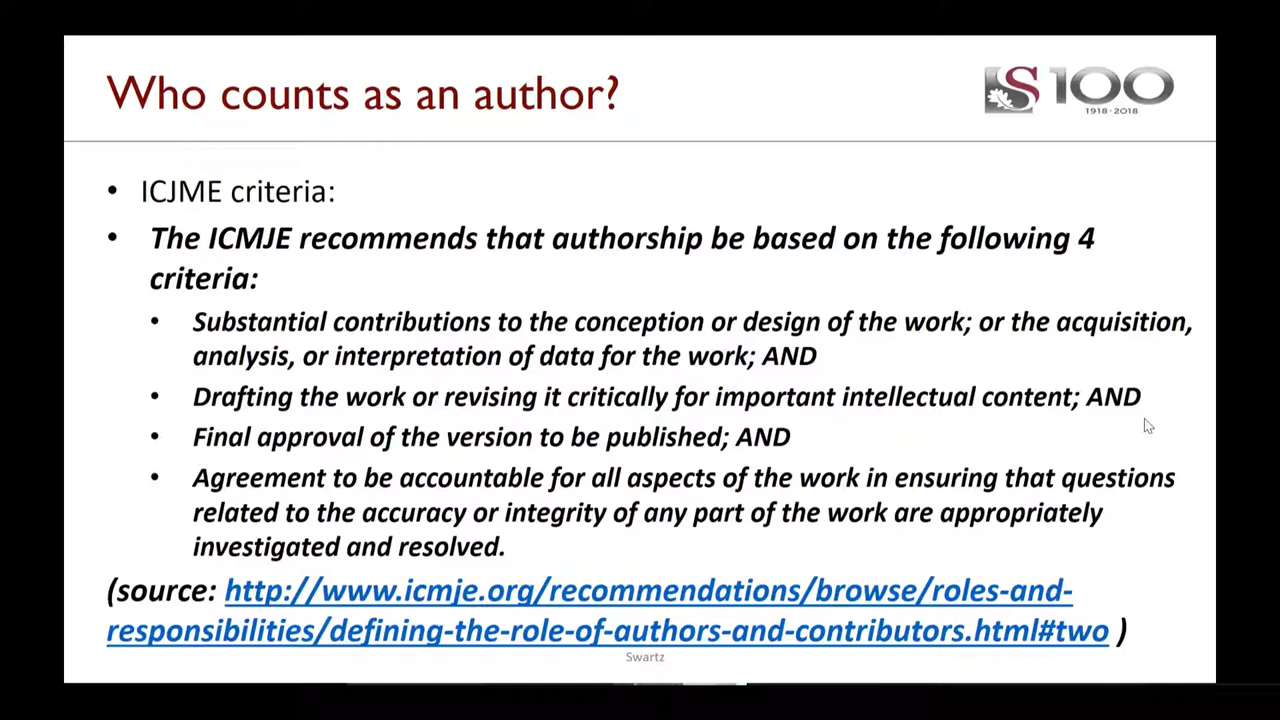 Who counts as an author?
S 100
1918 · 2018
• ICJME criteria:
• The ICMJE recommends that authorship be based on the following 4
criteria:
• Substantial contributions to the conception or design of the work; or the acquisition,
analysis, or interpretation of data for the work; AND
• Drafting the work or revising it critically for important intellectual content; AND
• Final approval of the version to be published; AND
• Agreement to be accountable for all aspects of the work in ensuring that questions
related to the accuracy or integrity of any part of the work are appropriately
investigated and resolved.
(source: http://www.icmje.org/recommendations/browse/roles-and-
responsibilities/defining-the-role-of-authors-and-contributors.html#two )
Swartz